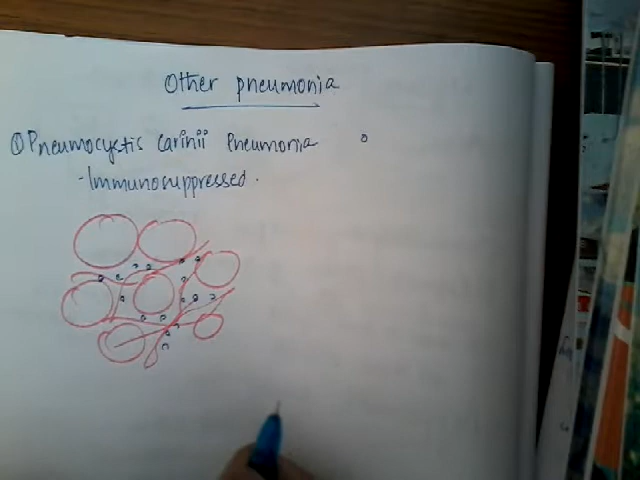 Other pneumonia
① Pneumocystis carinii Pneumonia
-Immunosuppressed.